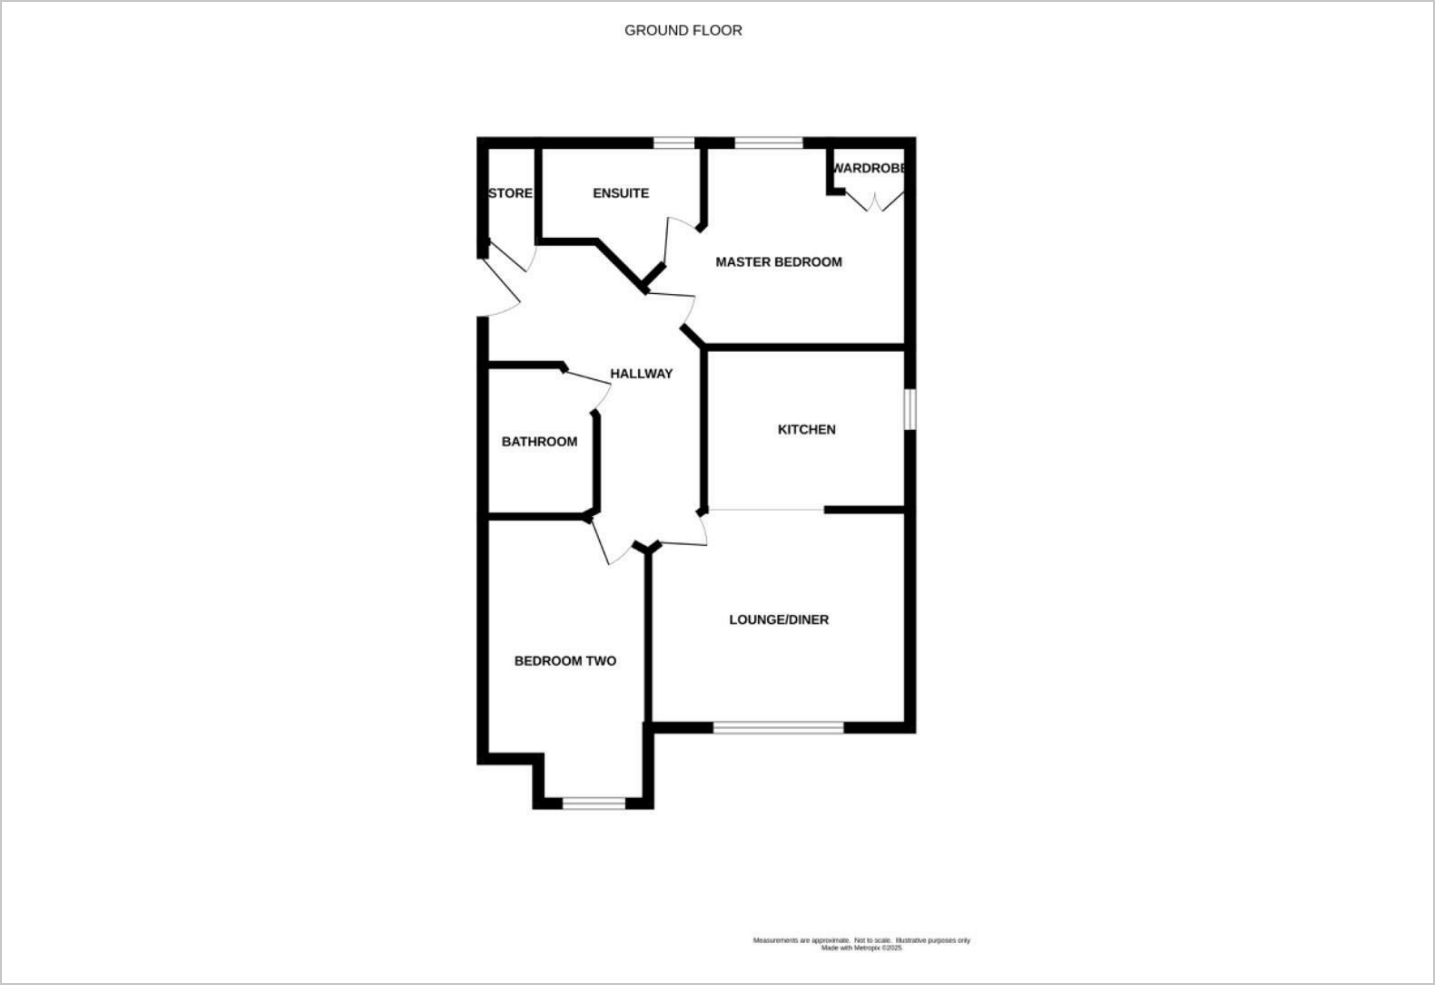 GROUND FLOOR
WARDROBE
STORE
ENSUITE
MASTER BEDROOM
HALLWAY
KITCHEN
BATHROOM
LOUNGE/DINER
BEDROOM TWO
Measurements are approximate. Not to scale. Illustrative purposes only
Made with Metropix ©2025